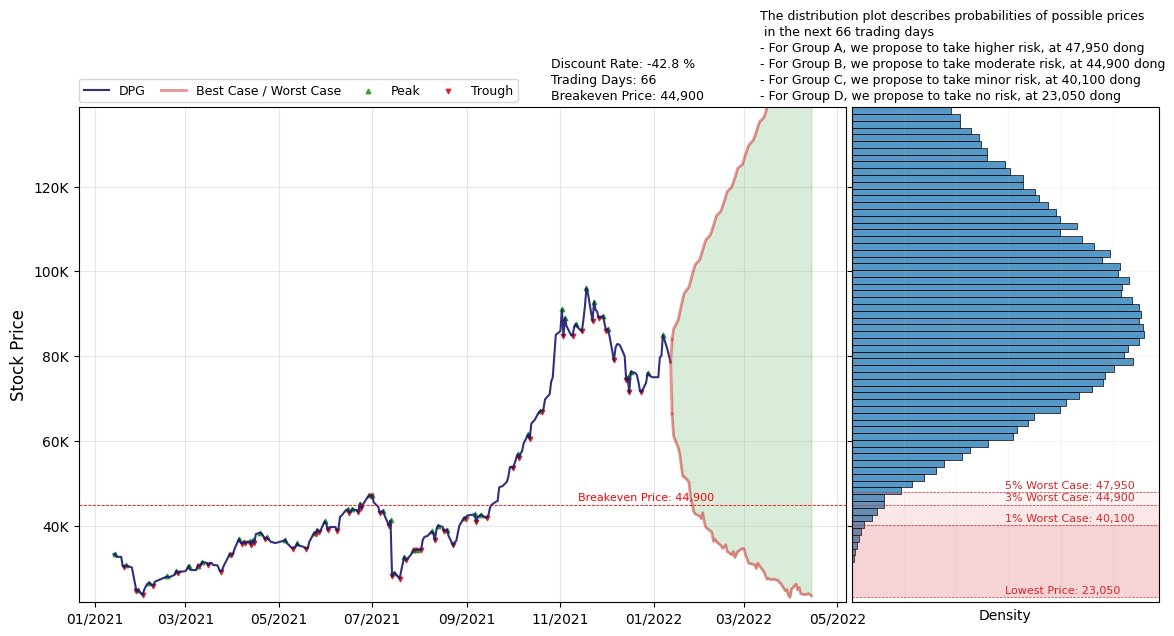 The distribution plot describes probabilities of possible prices
in the next 66 trading days
- For Group A, we propose to take higher risk, at 47,950 dong
- For Group B, we propose to take moderate risk, at 44,900 dong
- For Group C, we propose to take minor risk, at 40,100 dong
- For Group D, we propose to take no risk, at 23,050 dong
Discount Rate: -42.8 %
Trading Days: 66
Breakeven Price: 44,900
DPG
Best Case / Worst Case
Peak
Trough
Stock Price
120K
100K
80K
60K
40K
Breakeven Price: 44,900
5% Worst Case: 47,950
3% Worst Case: 44,900
1% Worst Case: 40,100
Lowest Price: 23,050
01/2021
03/2021
05/2021
07/2021
09/2021
11/2021
01/2022
03/2022
05/2022
Density